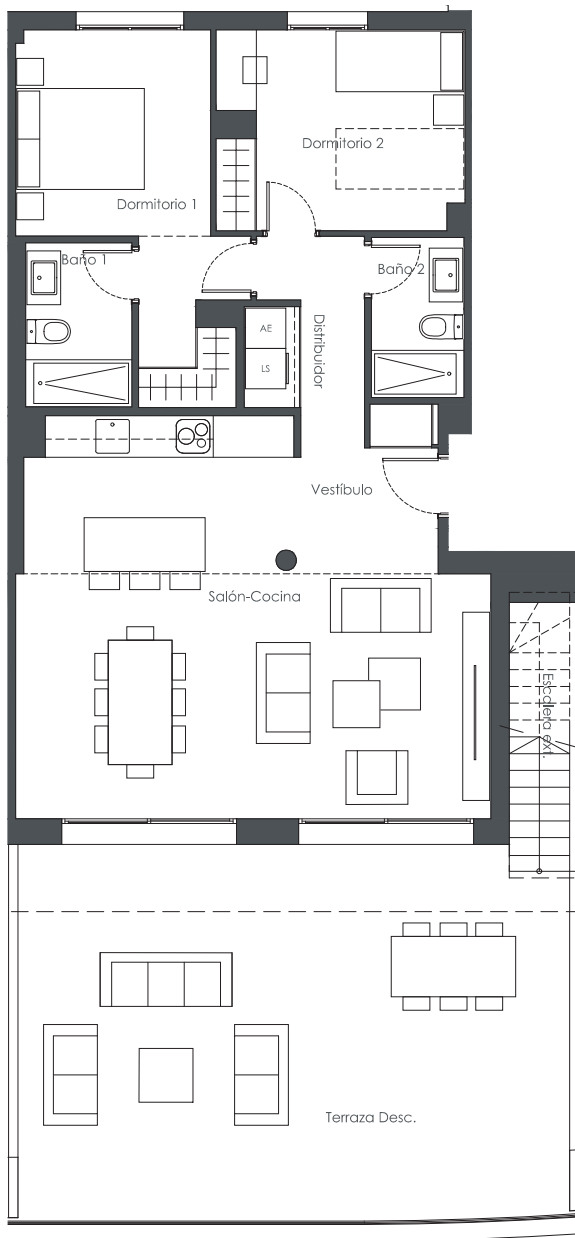 Dormitorio 2
Dormitorio 1
Baño 1
Baño 2
AE
LS
Distribuidor
Vestíbulo
Salón-Cocina
Escalera ext.
Terraza Desc.